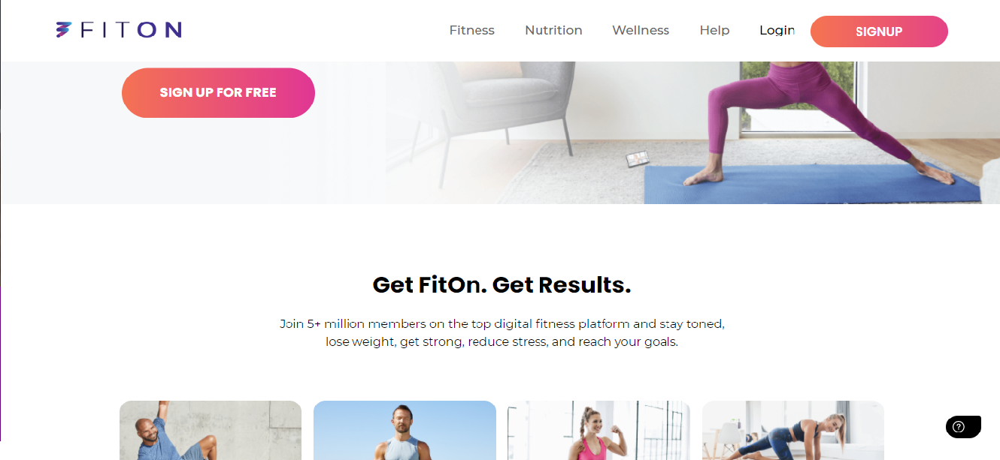 FITON
Fitness
Nutrition
Wellness
Help
Login
SIGNUP
SIGN UP FOR FREE
Get FitOn. Get Results.
Join 5+ million members on the top digital fitness platform and stay toned,
lose weight, get strong, reduce stress, and reach your goals.